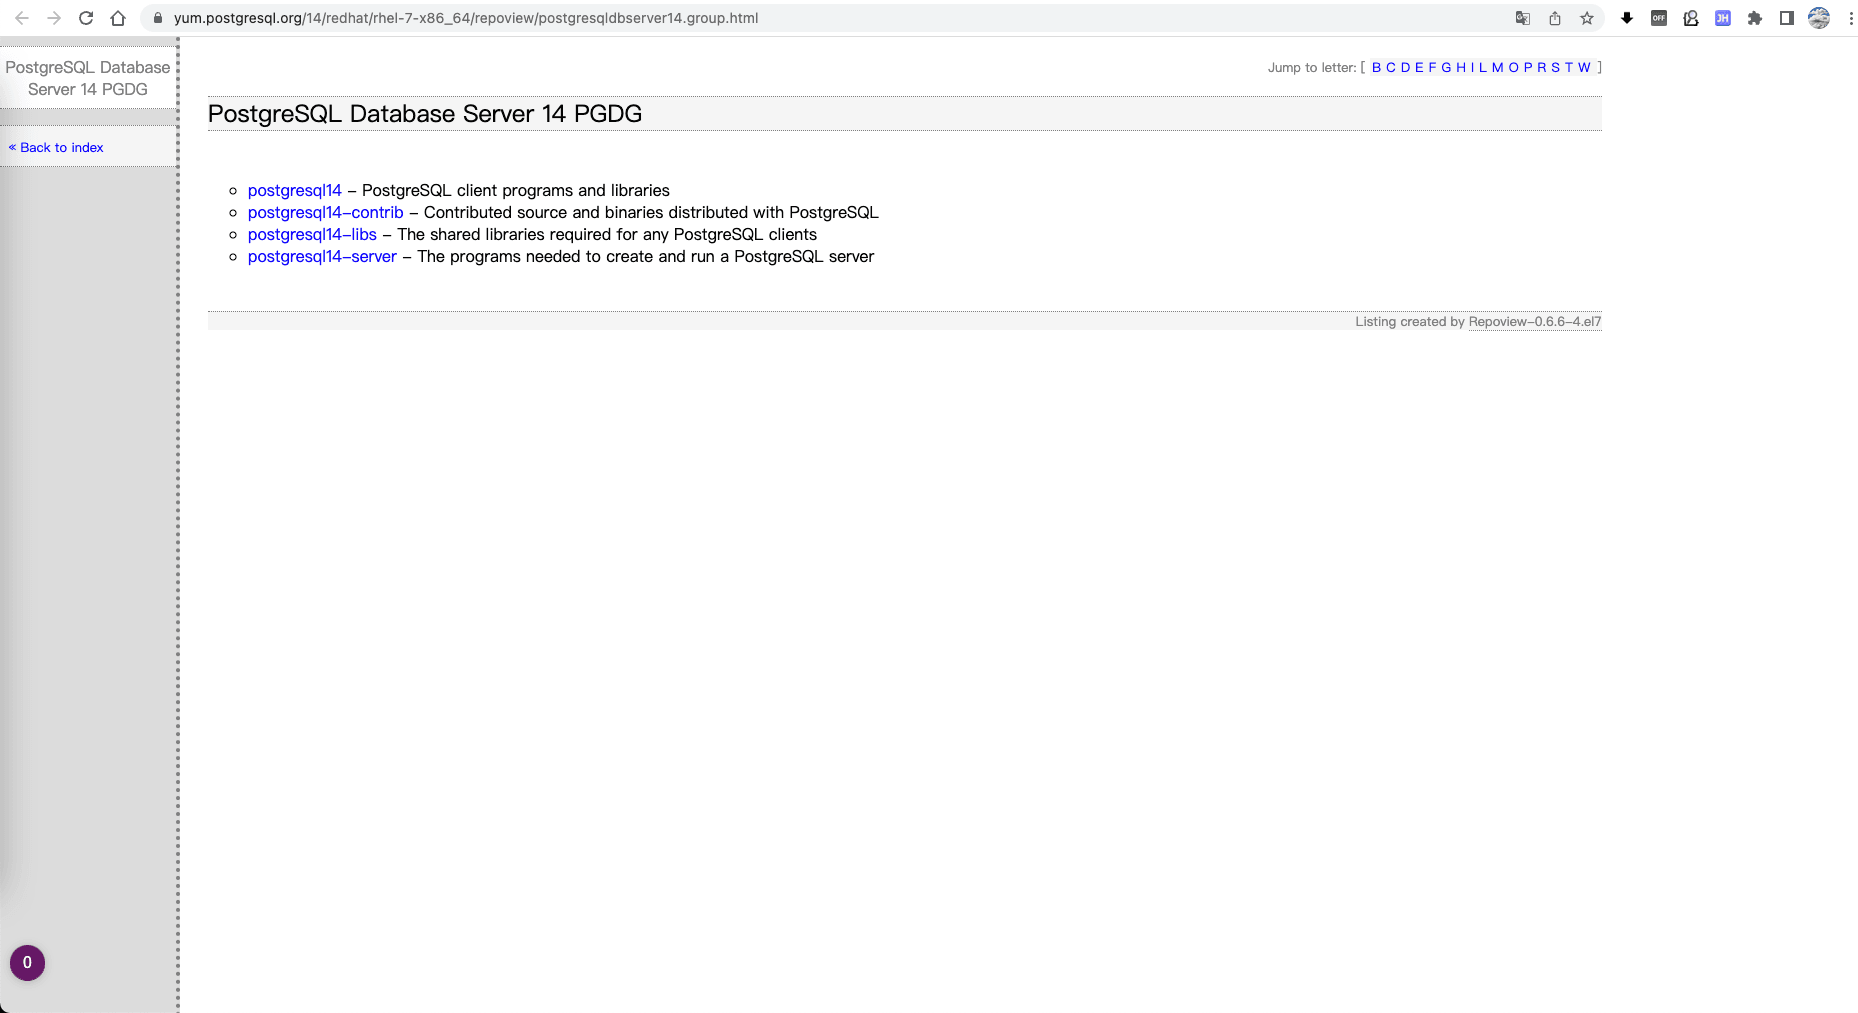 yum.postgresql.org/14/redhat/rhel-7-x86_64/repoview/postgresqldbserver14.group.html
OFF
JH
PostgreSQL Database
Server 14 PGDG
« Back to index
Jump to letter: [ B C D E F G H I L M O P R S T W ]
PostgreSQL Database Server 14 PGDG
postgresql14 – PostgreSQL client programs and libraries
postgresql14–contrib – Contributed source and binaries distributed with PostgreSQL
postgresql14–libs – The shared libraries required for any PostgreSQL clients
postgresql14–server – The programs needed to create and run a PostgreSQL server
Listing created by Repoview–0.6.6–4.el7
0